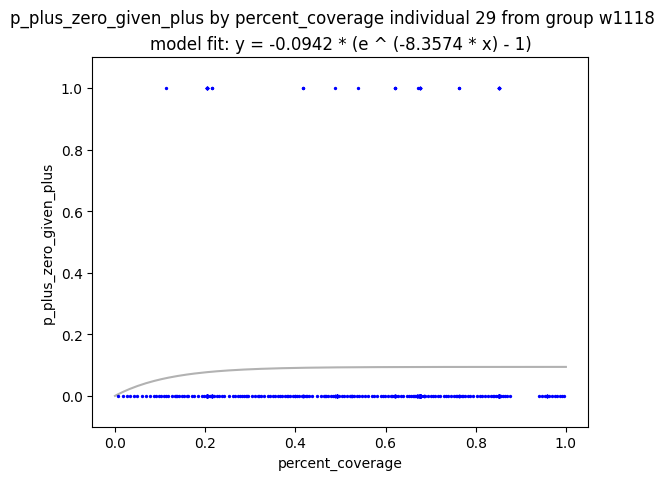 p_plus_zero_given_plus by percent_coverage individual 29 from group w1118
model fit: y = -0.0942 * (e ^ (-8.3574 * x) - 1)
1.0
0.8
0.6
0.4
0.2
0.0
p_plus_zero_given_plus
0.0 0.2 0.4 0.6 0.8 1.0
percent_coverage